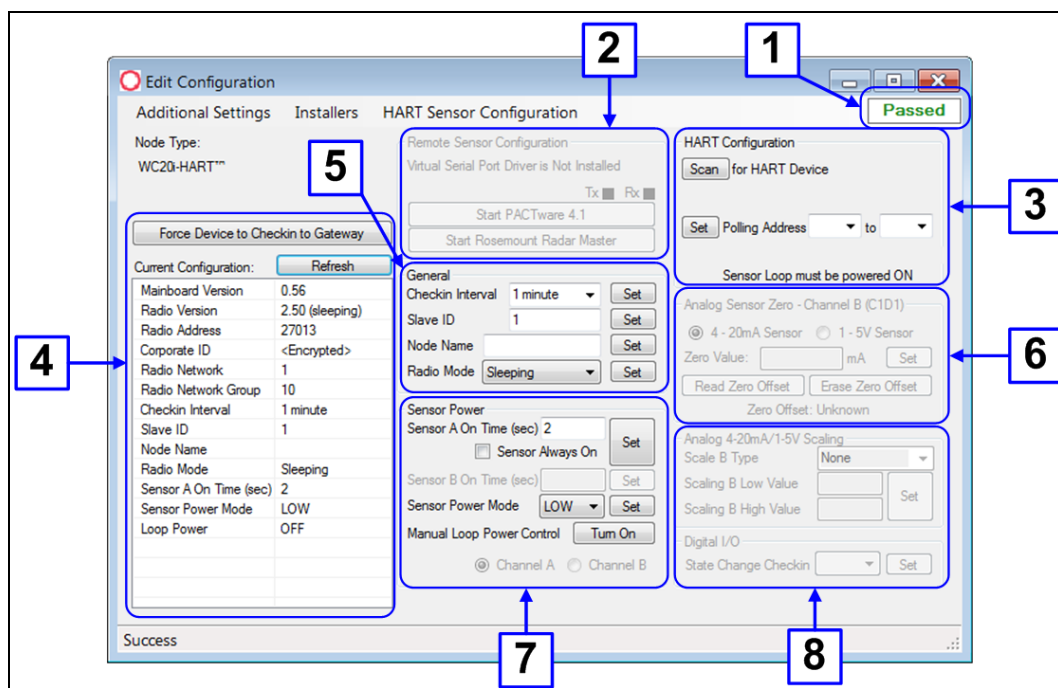 2
1
Edit Configuration
Additional Settings Installers HART Sensor Configuration
Passed
Node Type:
WC20i-HART™
5
Remote Sensor Configuration
Virtual Serial Port Driver is Not Installed
Tx Rx
Start PACTware 4.1
Start Rosemount Radar Master
HART Configuration
Scan for HART Device
Set Polling Address to
Sensor Loop must be powered ON
3
Force Device to Checkin to Gateway
Current Configuration: Refresh
Mainboard Version 0.56
Radio Version 2.50 (sleeping)
Radio Address 27013
Corporate ID <Encrypted>
Radio Network 1
Radio Network Group 10
Checkin Interval 1 minute
Slave ID 1
Node Name
Radio Mode Sleeping
Sensor A On Time (sec) 2
Sensor Power Mode LOW
Loop Power OFF
4
General
Checkin Interval 1 minute Set
Slave ID 1 Set
Node Name Set
Radio Mode Sleeping Set
Analog Sensor Zero - Channel B (C1D1)
4 - 20mA Sensor 1 - 5V Sensor
Zero Value: mA Set
Read Zero Offset Erase Zero Offset
Zero Offset: Unknown
6
Sensor Power
Sensor A On Time (sec) 2
Set
Sensor Always On
Sensor B On Time (sec) Set
Sensor Power Mode LOW Set
Manual Loop Power Control Turn On
Channel A Channel B
Analog 4-20mA/1-5V Scaling
Scale B Type None
Scaling B Low Value
Set
Scaling B High Value
Digital I/O
State Change Checkin Set
Success
7
8